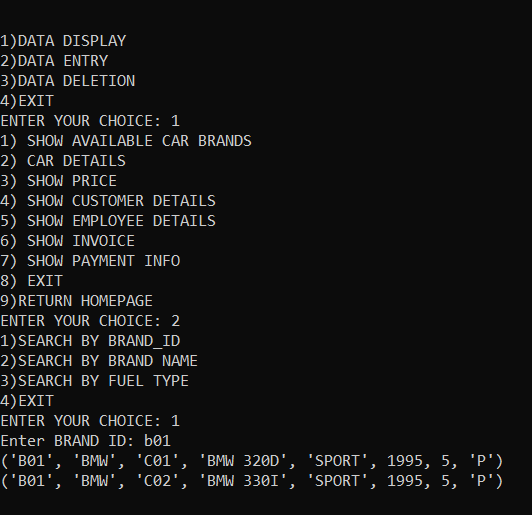 1)DATA DISPLAY
2)DATA ENTRY
3)DATA DELETION
4)EXIT
ENTER YOUR CHOICE: 1
1) SHOW AVAILABLE CAR BRANDS
2) CAR DETAILS
3) SHOW PRICE
4) SHOW CUSTOMER DETAILS
5) SHOW EMPLOYEE DETAILS
6) SHOW INVOICE
7) SHOW PAYMENT INFO
8) EXIT
9)RETURN HOMEPAGE
ENTER YOUR CHOICE: 2
1)SEARCH BY BRAND_ID
2)SEARCH BY BRAND NAME
3)SEARCH BY FUEL TYPE
4)EXIT
ENTER YOUR CHOICE: 1
Enter BRAND ID: b01
('B01', 'BMW', 'C01', 'BMW 320D', 'SPORT', 1995, 5, 'P')
('B01', 'BMW', 'C02', 'BMW 330I', 'SPORT', 1995, 5, 'P')